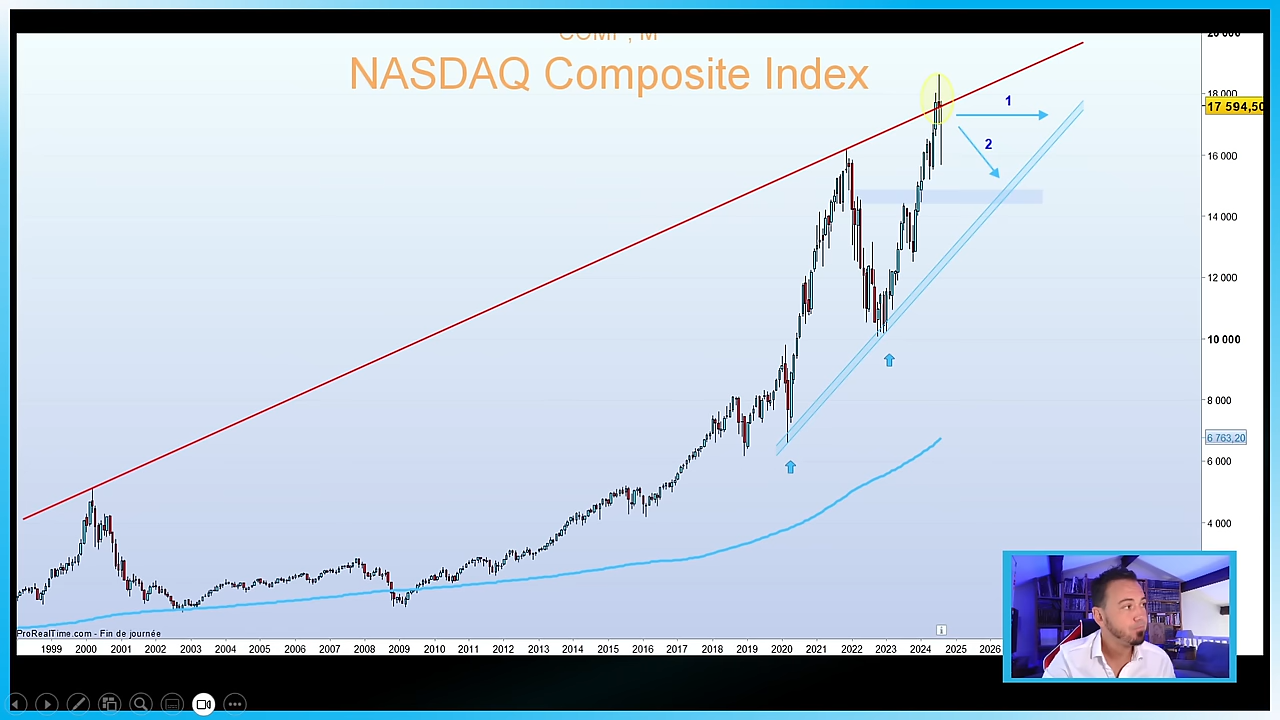 COMP, M
NASDAQ Composite Index
20 000
18 000
17 594,50
16 000
14 000
12 000
10 000
8 000
6 763,20
6 000
4 000
1
2
ProRealTime.com - Fin de journée
i
1999 2000 2001 2002 2003 2004 2005 2006 2007 2008 2009 2010 2011 2012 2013 2014 2015 2016 2017 2018 2019 2020 2021 2022 2023 2024 2025 2026